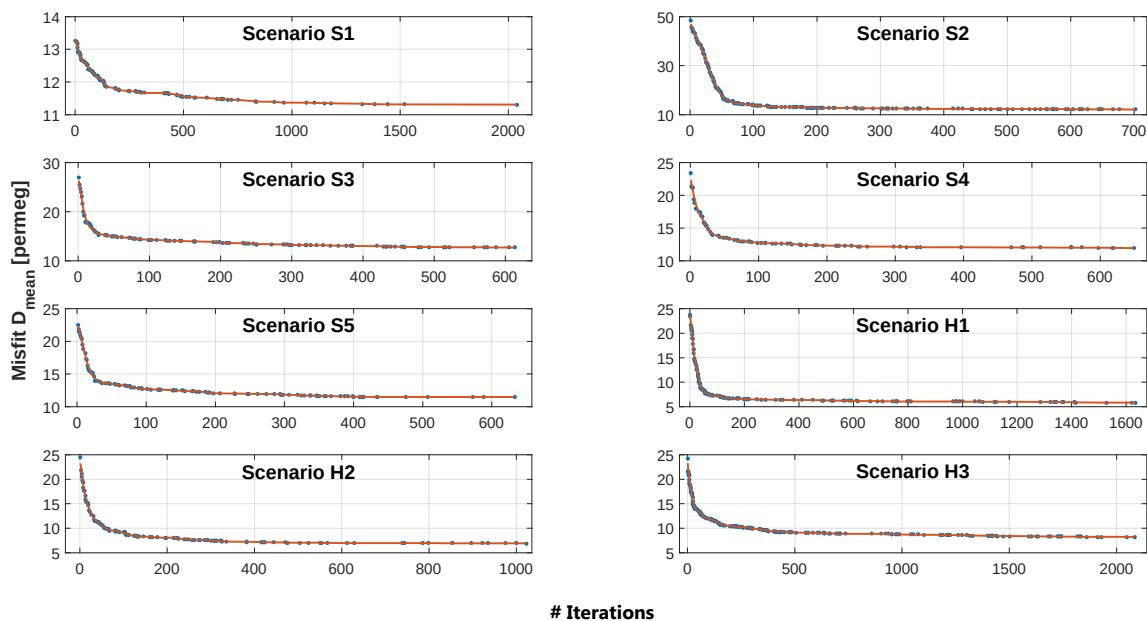 Scenario S1
14
13
12
11
0 500 1000 1500 2000
Scenario S2
50
30
10
0 100 200 300 400 500 600 700
Scenario S3
30
20
10
0 100 200 300 400 500 600
Scenario S4
25
20
15
10
0 100 200 300 400 500 600
Misfit D_mean [permeg]
Scenario S5
25
20
15
10
0 100 200 300 400 500 600
Scenario H1
25
20
15
10
5
0 200 400 600 800 1000 1200 1400 1600
Scenario H2
25
20
15
10
5
0 200 400 600 800 1000
Scenario H3
25
20
15
10
5
0 500 1000 1500 2000
# Iterations